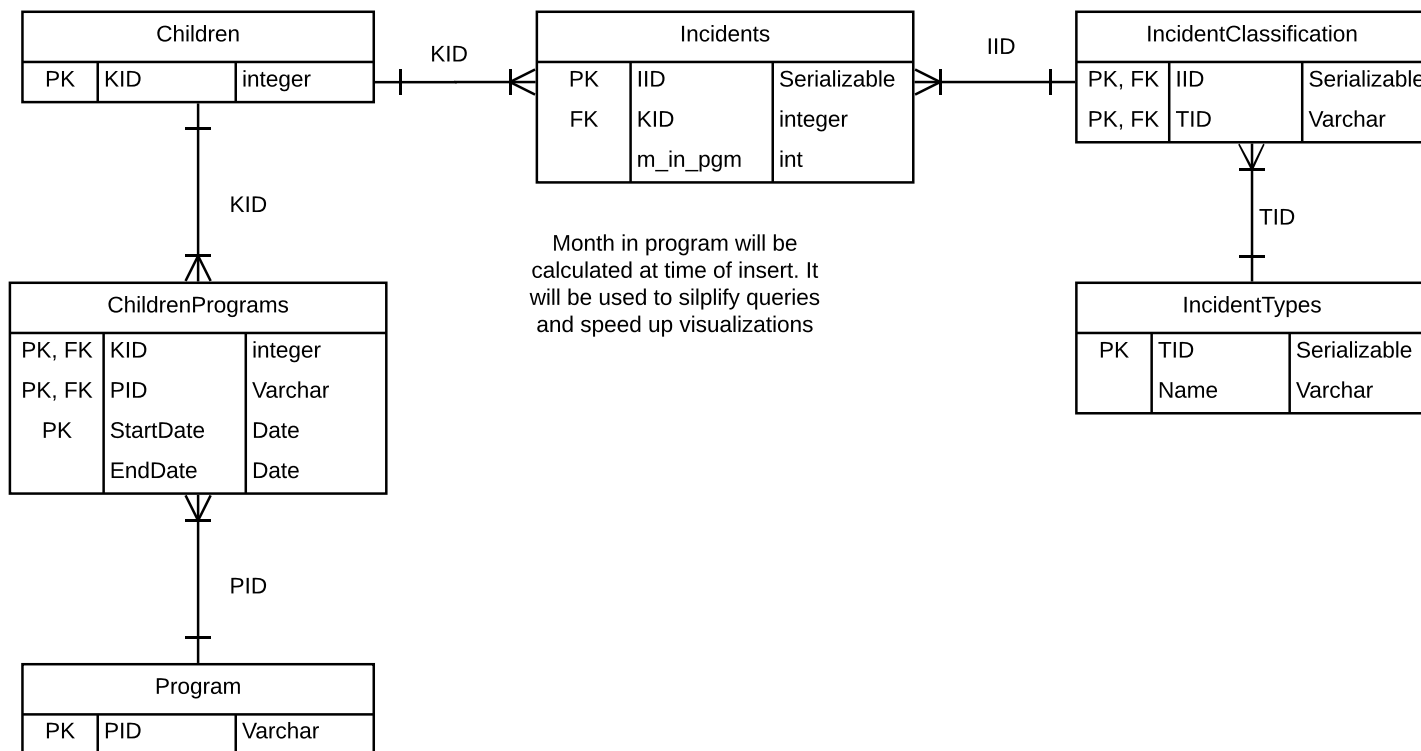 Children
PK KID integer
KID
Incidents
PK IID Serializable
FK KID integer
m_in_pgm int
IID
IncidentClassification
PK, FK IID Serializable
PK, FK TID Varchar
KID
Month in program will be
calculated at time of insert. It
will be used to silplify queries
and speed up visualizations
TID
ChildrenPrograms
PK, FK KID integer
PK, FK PID Varchar
PK StartDate Date
EndDate Date
IncidentTypes
PK TID Serializable
Name Varchar
PID
Program
PK PID Varchar